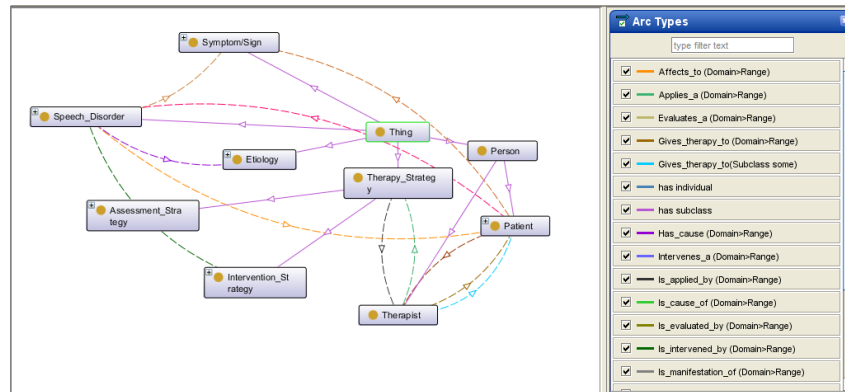 Symptom/Sign
Speech_Disorder
Thing
Person
Etiology
Therapy_Strateg
y
Assessment_Stra
tegy
Patient
Intervention_St
rategy
Therapist
Arc Types
type filter text
Affects_to (Domain>Range)
Applies_a (Domain>Range)
Evaluates_a (Domain>Range)
Gives_therapy_to (Domain>Range)
Gives_therapy_to(Subclass some)
has individual
has subclass
Has_cause (Domain>Range)
Intervenes_a (Domain>Range)
Is_applied_by (Domain>Range)
Is_cause_of (Domain>Range)
Is_evaluated_by (Domain>Range)
Is_intervened_by (Domain>Range)
Is_manifestation_of (Domain>Range)